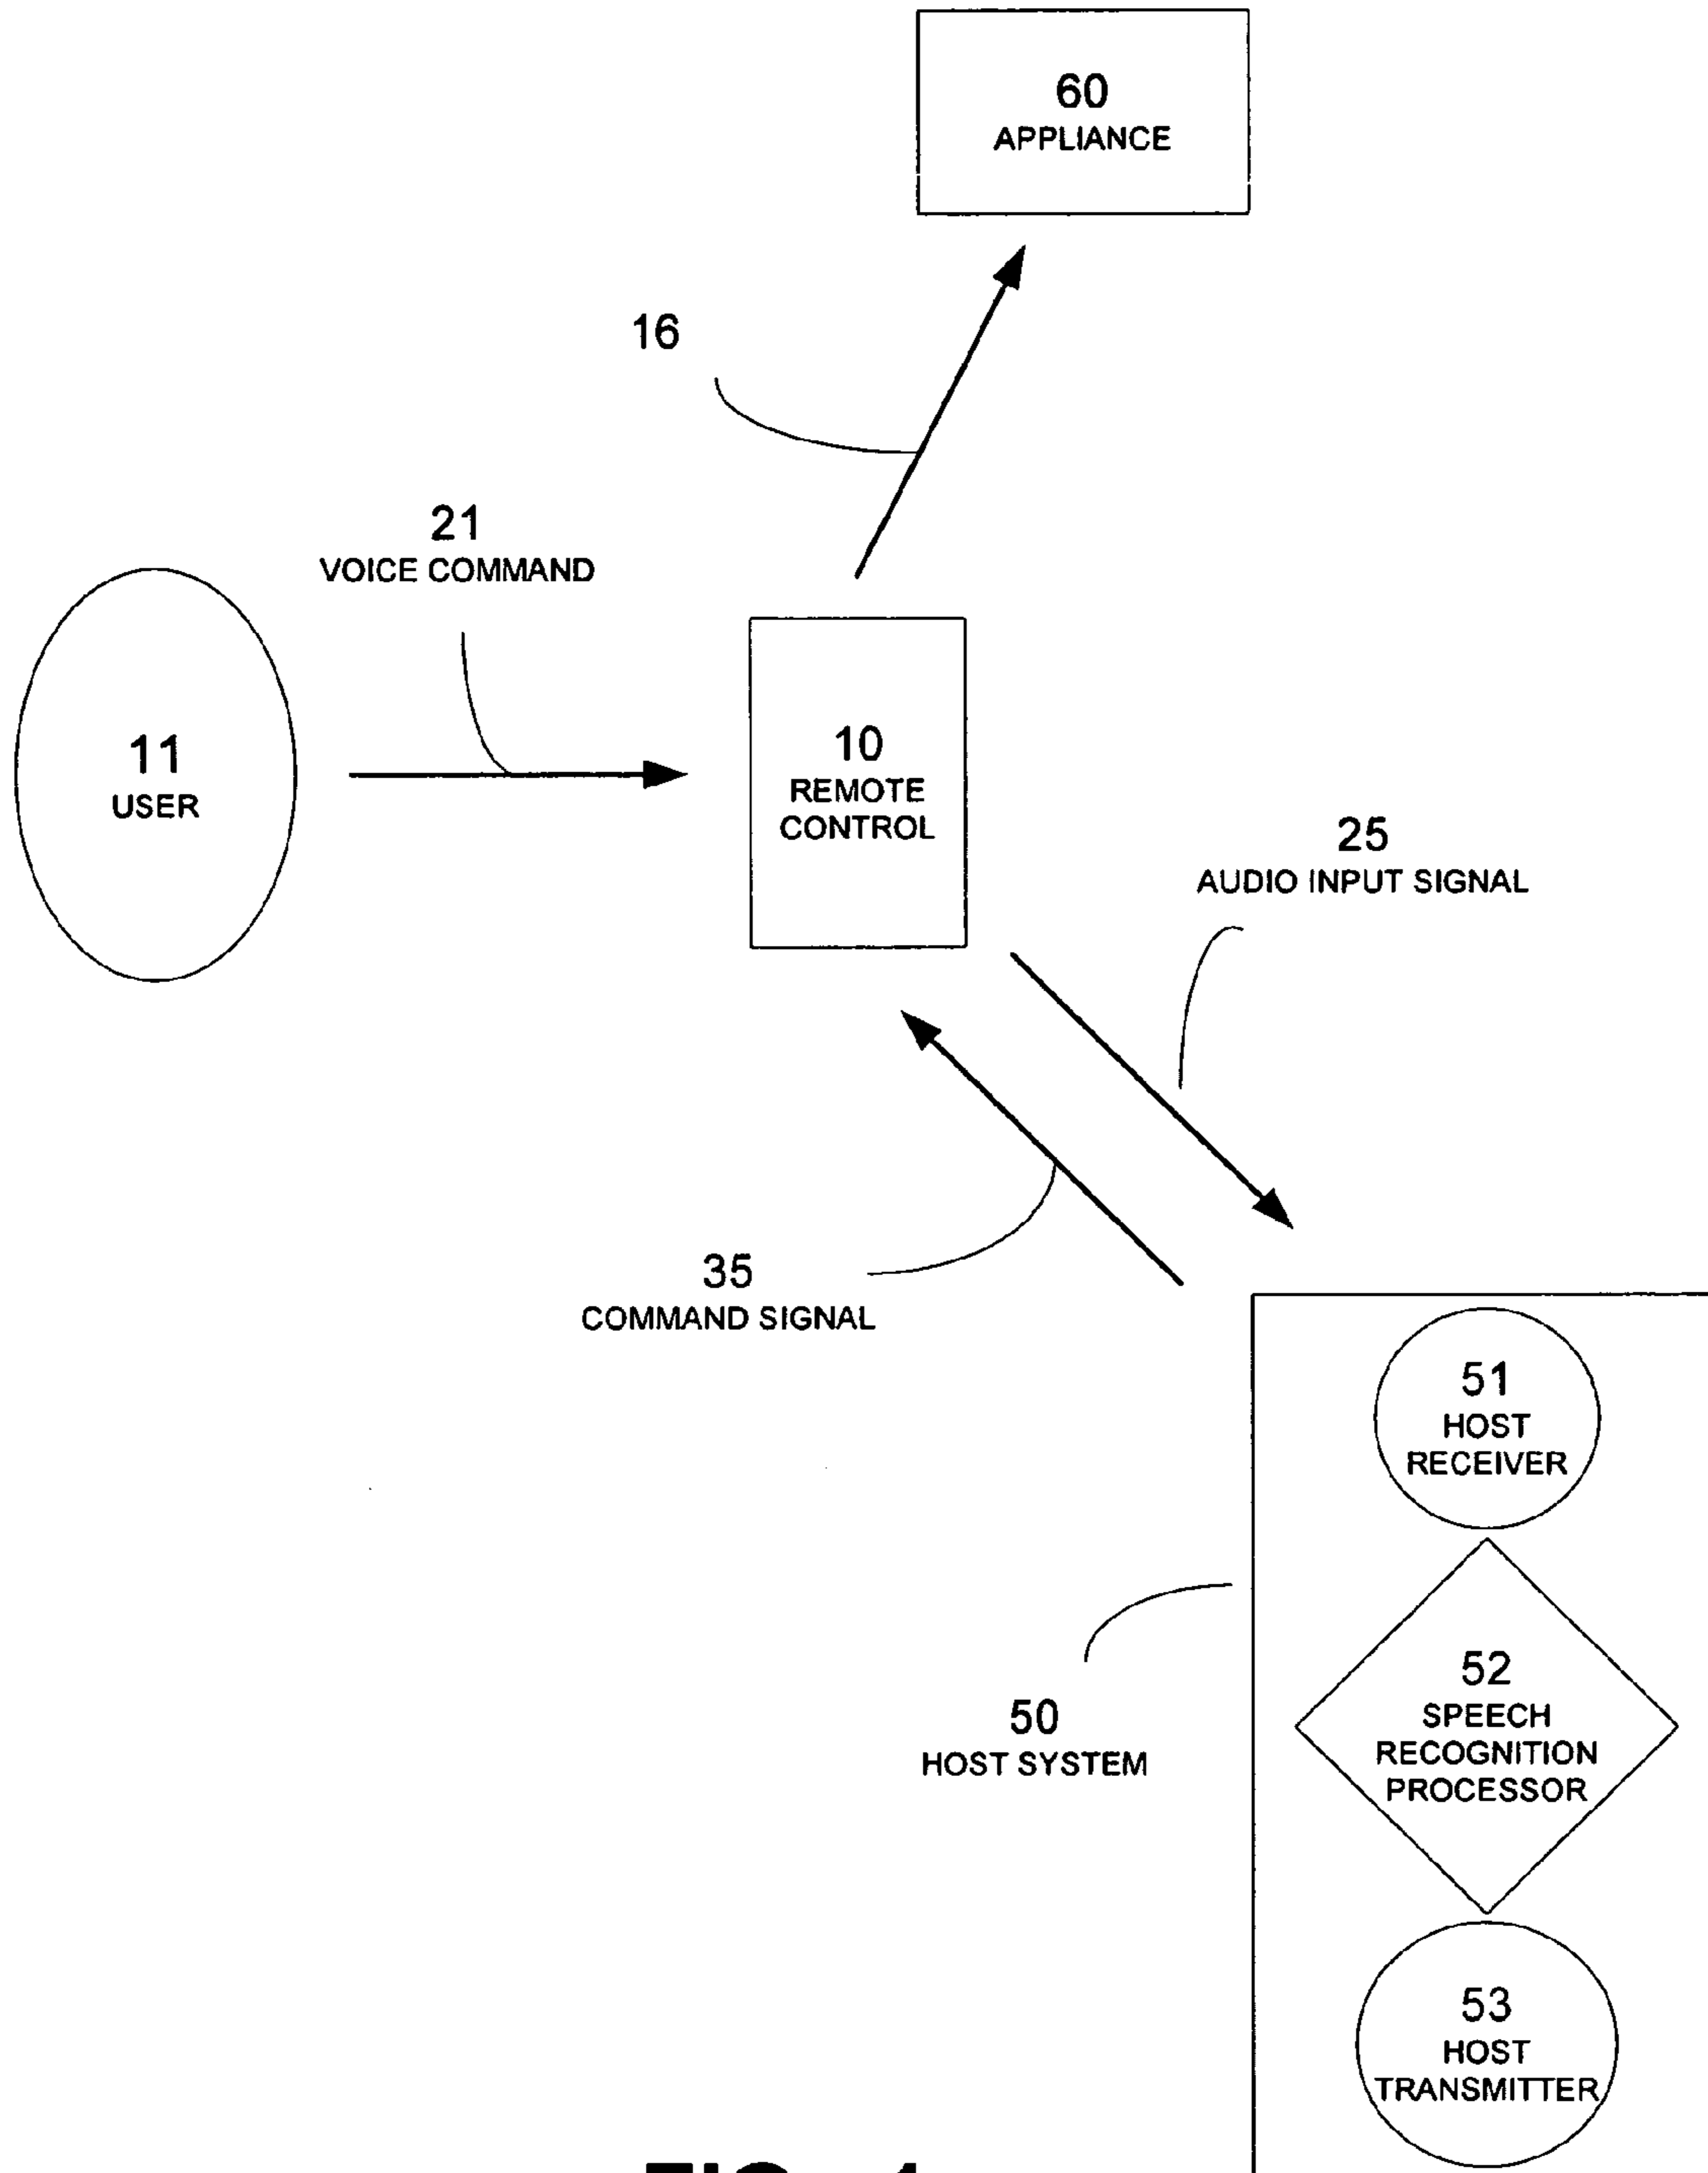 60
APPLIANCE
16
21
VOICE COMMAND
11
USER
10
REMOTE
CONTROL
25
AUDIO INPUT SIGNAL
35
COMMAND SIGNAL
51
HOST
RECEIVER
50
HOST SYSTEM
52
SPEECH
RECOGNITION
PROCESSOR
53
HOST
TRANSMITTER